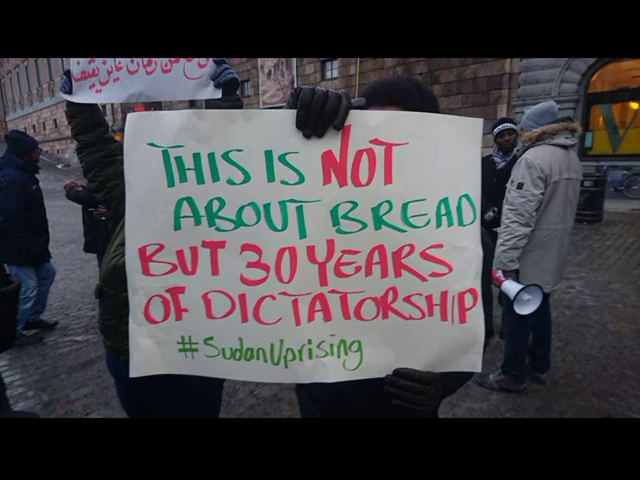 THIS IS NOT
ABOUT BREAD
BUT 30 YEARS
OF DICTATORSHIP
#SudanUprising